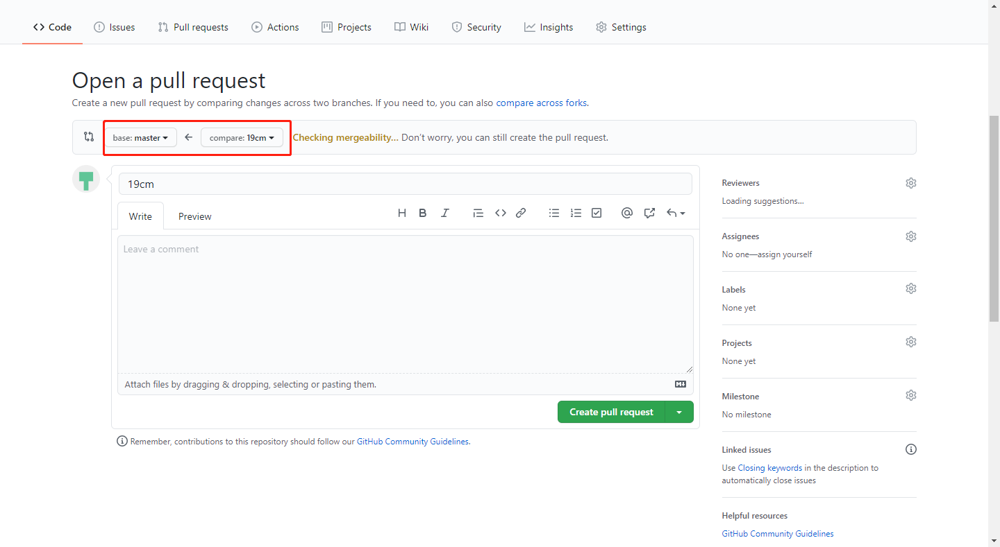 Code Issues Pull requests Actions Projects Wiki Security Insights Settings
Open a pull request
Create a new pull request by comparing changes across two branches. If you need to, you can also compare across forks.
base: master compare: 19cm Checking mergeability... Don’t worry, you can still create the pull request.
19cm
Write Preview
Leave a comment
Attach files by dragging & dropping, selecting or pasting them.
Create pull request
Remember, contributions to this repository should follow our GitHub Community Guidelines.
Reviewers
Loading suggestions...
Assignees
No one—assign yourself
Labels
None yet
Projects
None yet
Milestone
No milestone
Linked issues
Use Closing keywords in the description to
automatically close issues
Helpful resources
GitHub Community Guidelines